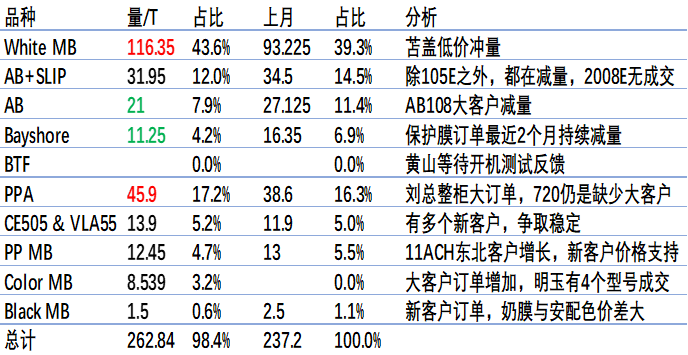 品种 量/T 占比 上月 占比 分析
White MB 116.35 43.6% 93.225 39.3% 苫盖低价冲量
AB+SLIP 31.95 12.0% 34.5 14.5% 除105E之外，都在减量，2008E无成交
AB 21 7.9% 27.125 11.4% AB108大客户减量
Bayshore 11.25 4.2% 16.35 6.9% 保护膜订单最近2个月持续减量
BTF 0.0% 0.0% 黄山等待开机测试反馈
PPA 45.9 17.2% 38.6 16.3% 刘总整柜大订单，720仍是缺少大客户
CE505 & VLA55 13.9 5.2% 11.9 5.0% 有多个新客户，争取稳定
PP MB 12.45 4.7% 13 5.5% 11ACH东北客户增长，新客户价格支持
Color MB 8.539 3.2% 0.0% 大客户订单增加，明玉有4个型号成交
Black MB 1.5 0.6% 2.5 1.1% 新客户订单，奶膜与安配色价差大
总计 262.84 98.4% 237.2 100.0%